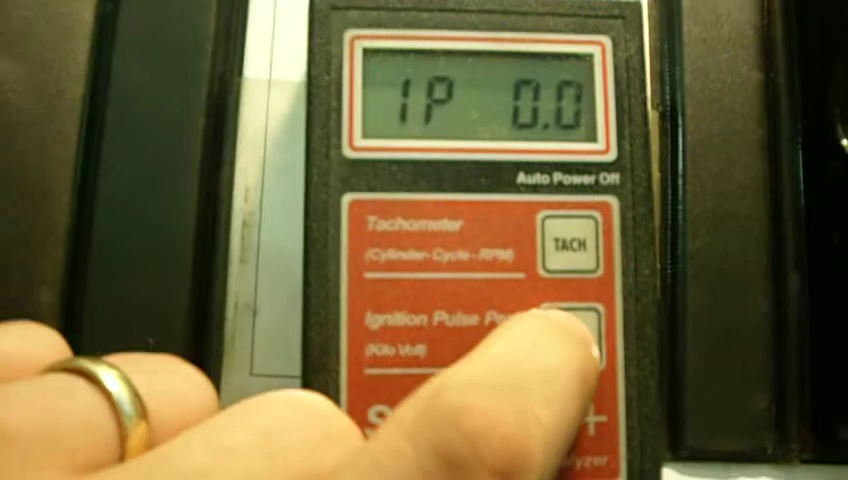 1P 0.0
Auto Power Off
Tachometer
TACH
(Cylinder-Cycle-RPM)
Ignition Pulse
(Kilo Volt)
S +